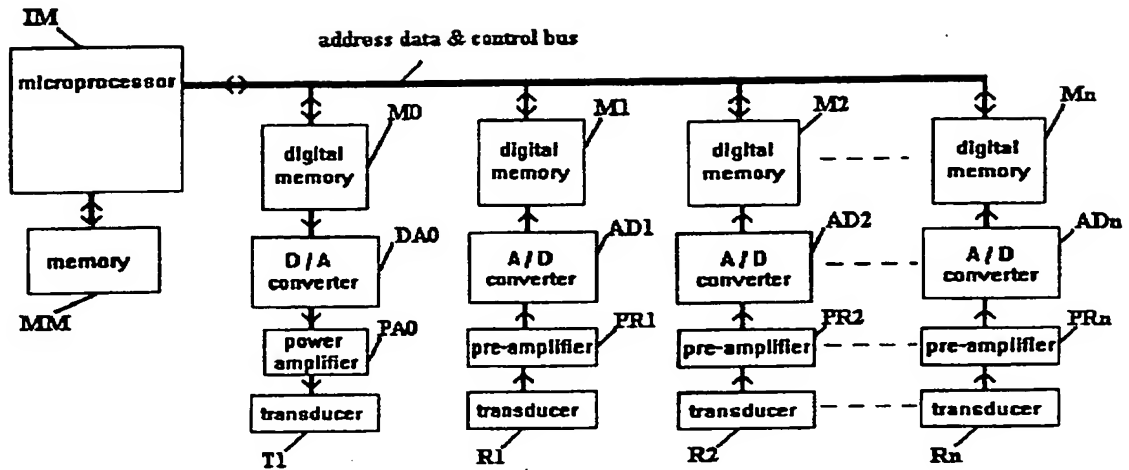 IM
address data & control bus
microprocessor
M0
M1
M2
Mn
digital
memory
digital
memory
digital
memory
digital
memory
memory
MM
DA0
AD1
AD2
ADn
D / A
converter
A / D
converter
A / D
converter
A / D
converter
PA0
PR1
PR2
PRn
power
amplifier
pre-amplifier
pre-amplifier
pre-amplifier
transducer
transducer
transducer
transducer
T1
R1
R2
Rn